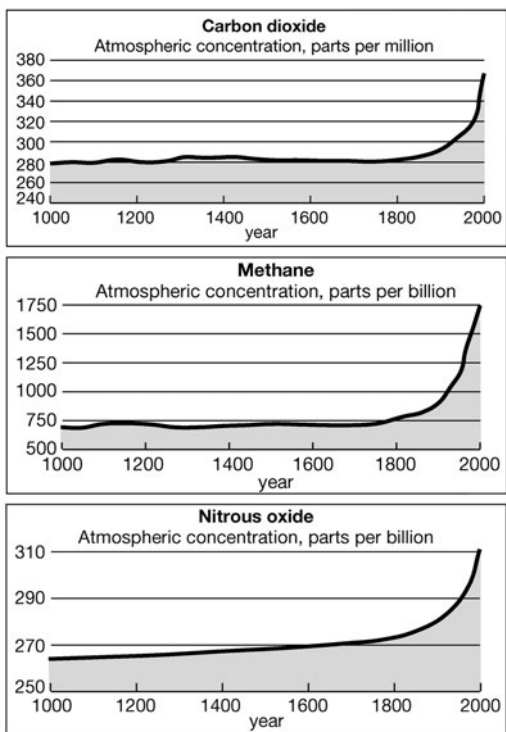 Carbon dioxide
Atmospheric concentration, parts per million
380
360
340
320
300
280
260
240
1000 1200 1400 1600 1800 2000
year
Methane
Atmospheric concentration, parts per billion
1750
1500
1250
1000
750
500
1000 1200 1400 1600 1800 2000
year
Nitrous oxide
Atmospheric concentration, parts per billion
310
290
270
250
1000 1200 1400 1600 1800 2000
year